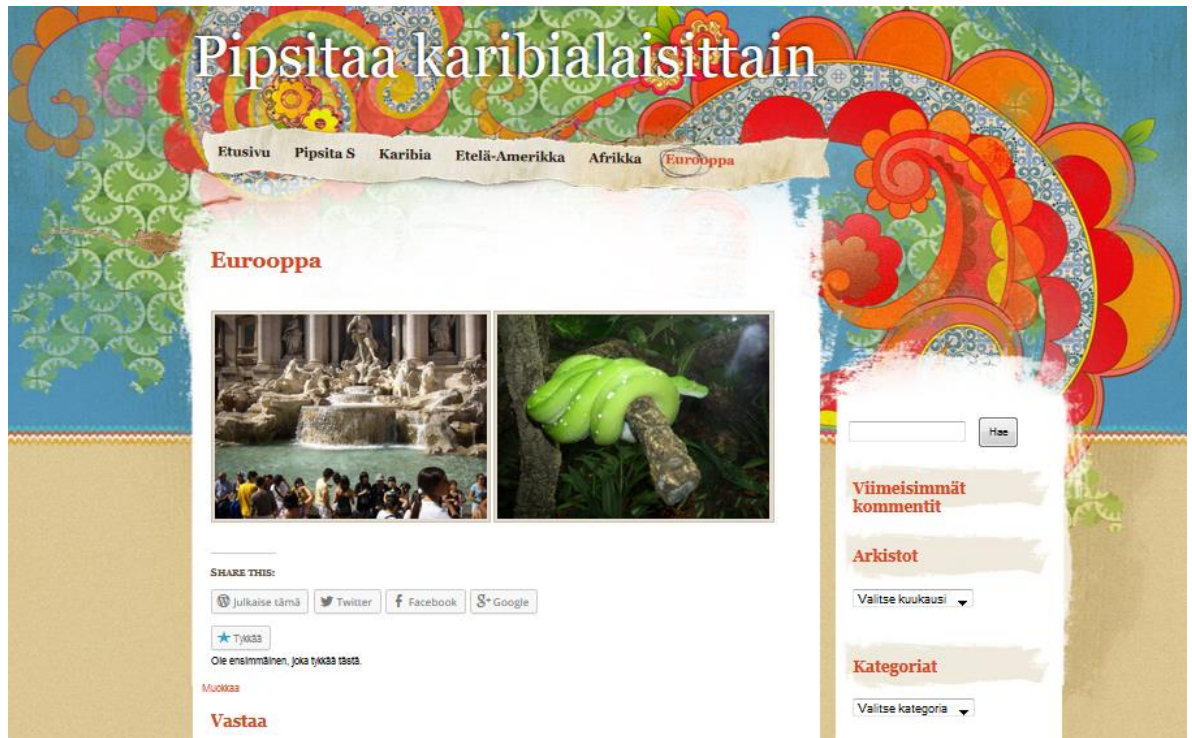 Pipsitaa karibialaisittain
Etusivu Pipsita S Karibia Etelä-Amerikka Afrikka Eurooppa
Eurooppa
Hae
Viimeisimmät
kommentit
Arkistot
Valitse kuukausi
Kategoriat
Valitse kategoria
SHARE THIS:
Julkaise tämä Twitter Facebook Google
Tykkää
Ole ensimmäinen, joka tykkää tästä.
Muokkaa
Vastaa